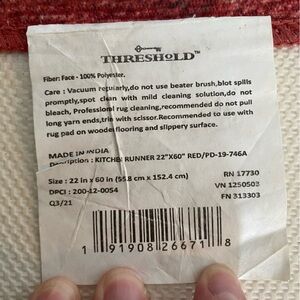 THRESHOLD™
Fiber: Face - 100% Polyester.
Care : Vacuum regularly,do not use beater brush,blot spills
promptly,spot clean with mild cleaning solution,do not
bleach, Professional rug cleaning,recommended do not pull
long yarn ends,trim with scissor.Recommended to use with
rug pad on wooden flooring and slippery surface.
MADE IN INDIA
Description : KITCHEN RUNNER 22"X60" RED/PD-19-746A
Size : 22 in x 60 in (55.8 cm x 152.4 cm)
RN 17730
DPCI : 200-12-0054
VN 1250503
Q3/21
FN 313303
1 91908 26671 8